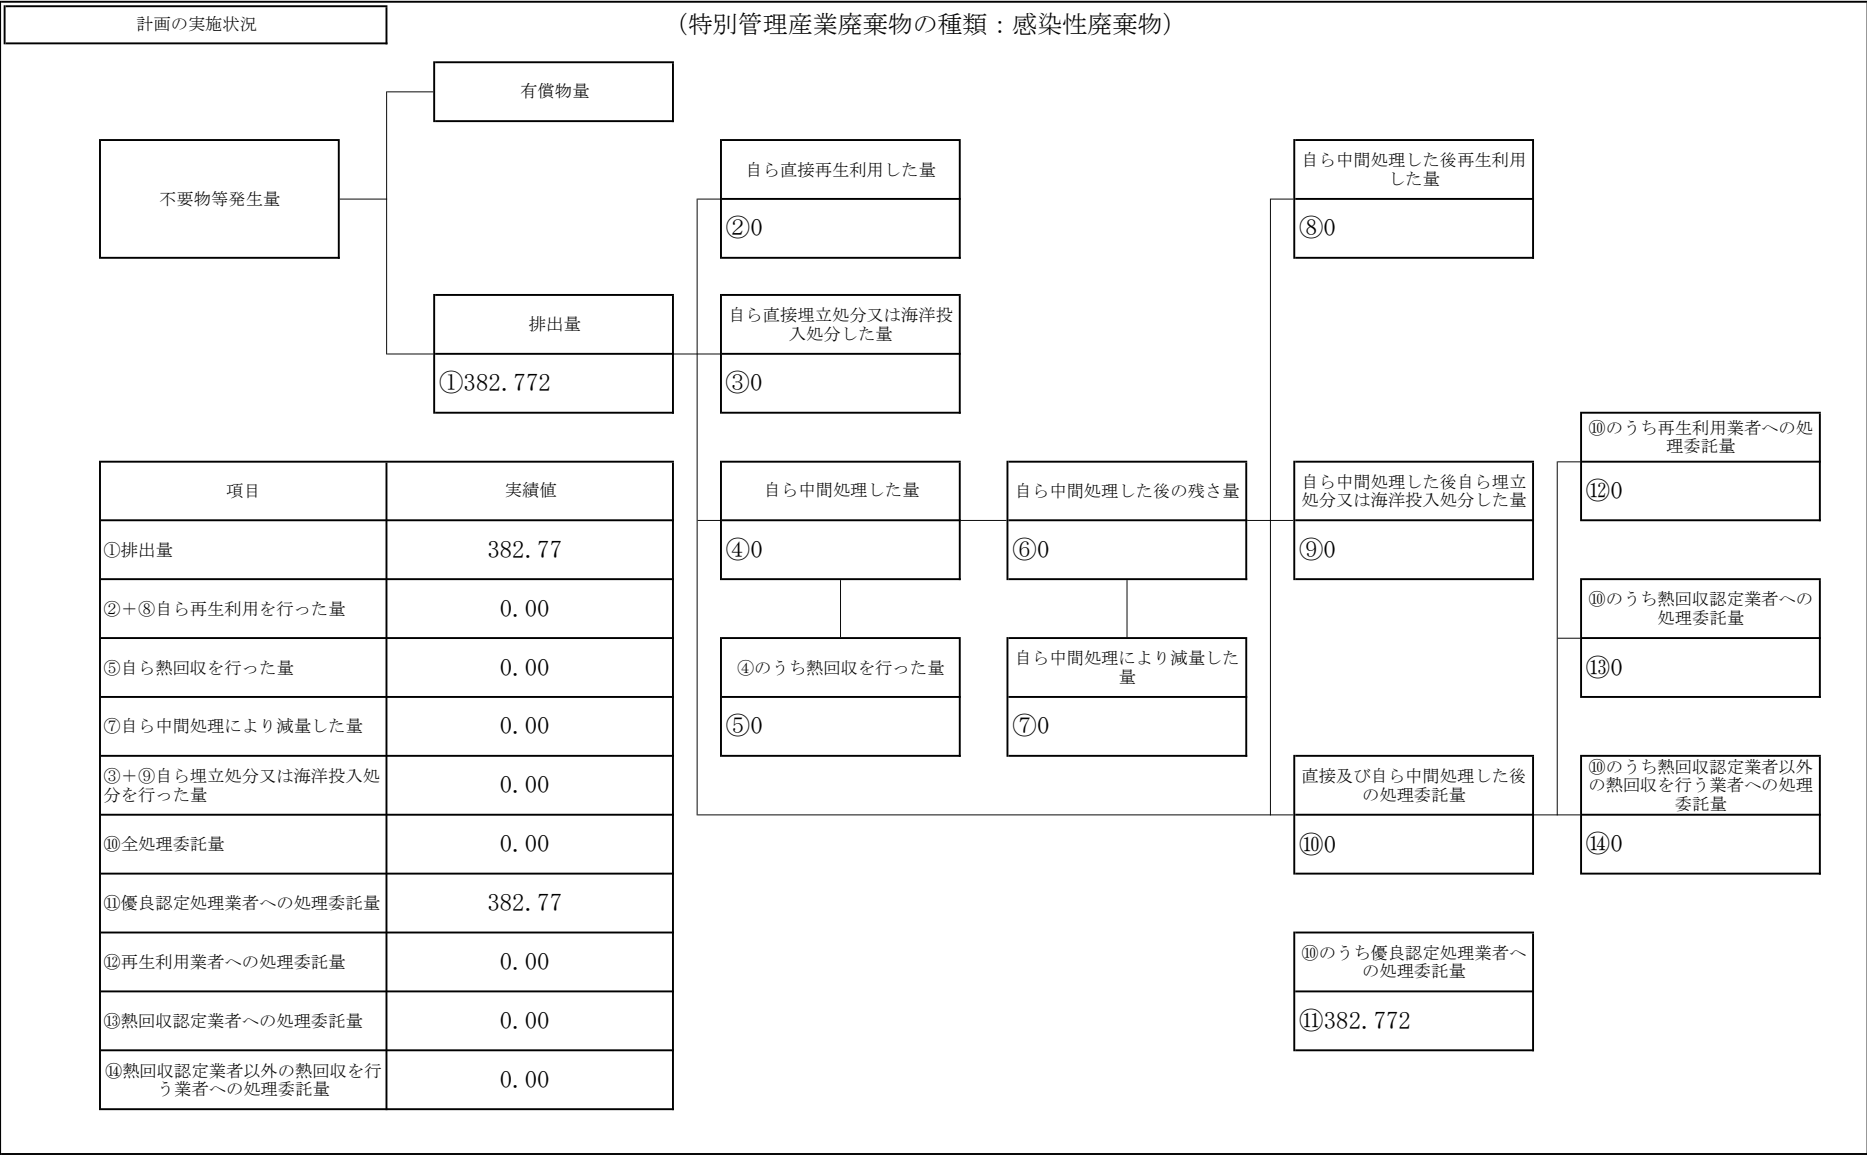 計画の実施状況
（特別管理産業廃棄物の種類：感染性廃棄物）
有償物量
不要物等発生量
自ら直接再生利用した量
②0
自ら中間処理した後再生利用
した量
⑧0
排出量
①382.772
自ら直接埋立処分又は海洋投
入処分した量
③0
⑩のうち再生利用業者への処
理委託量
⑫0
自ら中間処理した量
④0
自ら中間処理した後の残さ量
⑥0
自ら中間処理した後自ら埋立
処分又は海洋投入処分した量
⑨0
⑩のうち熱回収認定業者への
処理委託量
⑬0
④のうち熱回収を行った量
⑤0
自ら中間処理により減量した
量
⑦0
直接及び自ら中間処理した後
の処理委託量
⑩0
⑩のうち熱回収認定業者以外
の熱回収を行う業者への処理
委託量
⑭0
⑩のうち優良認定処理業者へ
の処理委託量
⑪382.772
項目 実績値
①排出量 382.77
②＋⑧自ら再生利用を行った量 0.00
⑤自ら熱回収を行った量 0.00
⑦自ら中間処理により減量した量 0.00
③＋⑨自ら埋立処分又は海洋投入処
分を行った量 0.00
⑩全処理委託量 0.00
⑪優良認定処理業者への処理委託量 382.77
⑫再生利用業者への処理委託量 0.00
⑬熱回収認定業者への処理委託量 0.00
⑭熱回収認定業者以外の熱回収を行
う業者への処理委託量 0.00